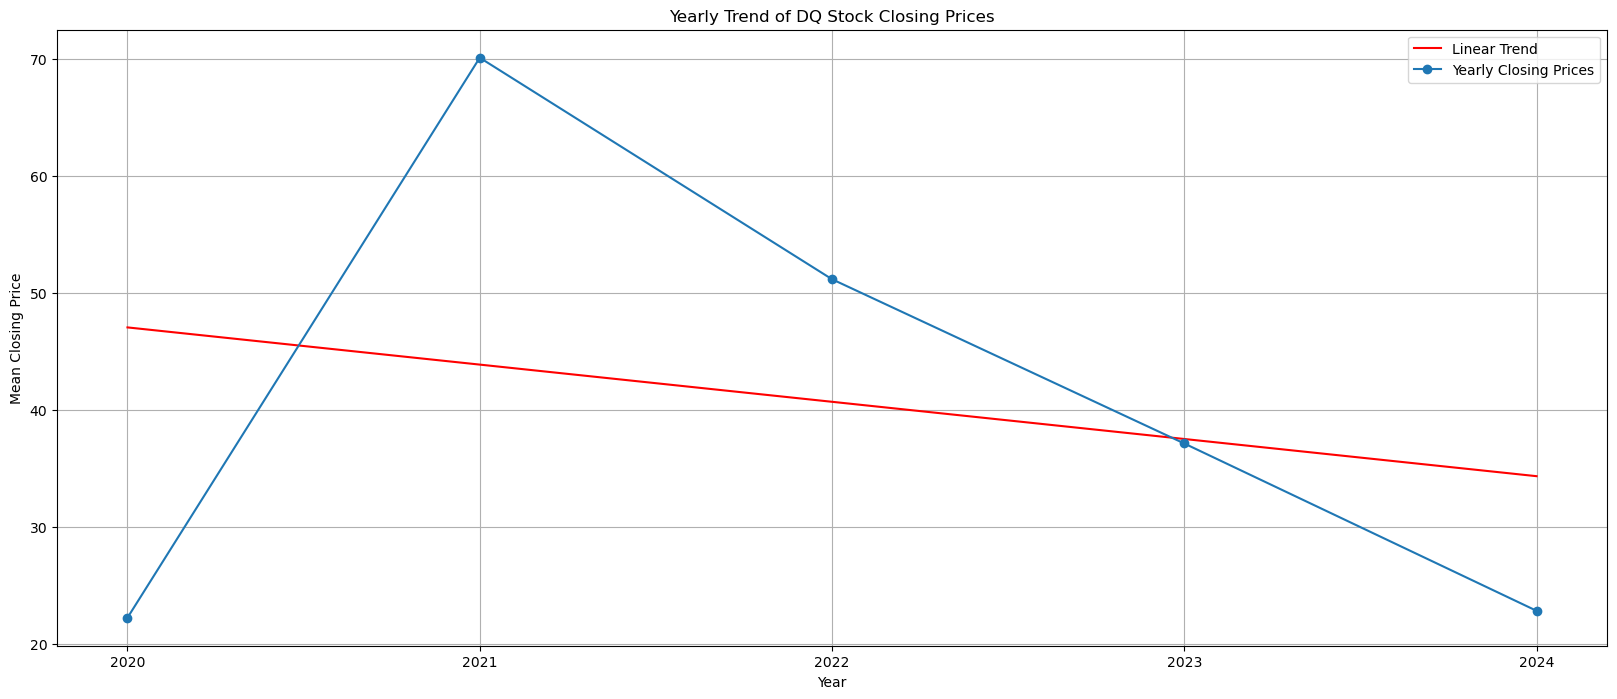 Yearly Trend of DQ Stock Closing Prices
Linear Trend
Yearly Closing Prices
Mean Closing Price
70
60
50
40
30
20
2020 2021 2022 2023 2024
Year